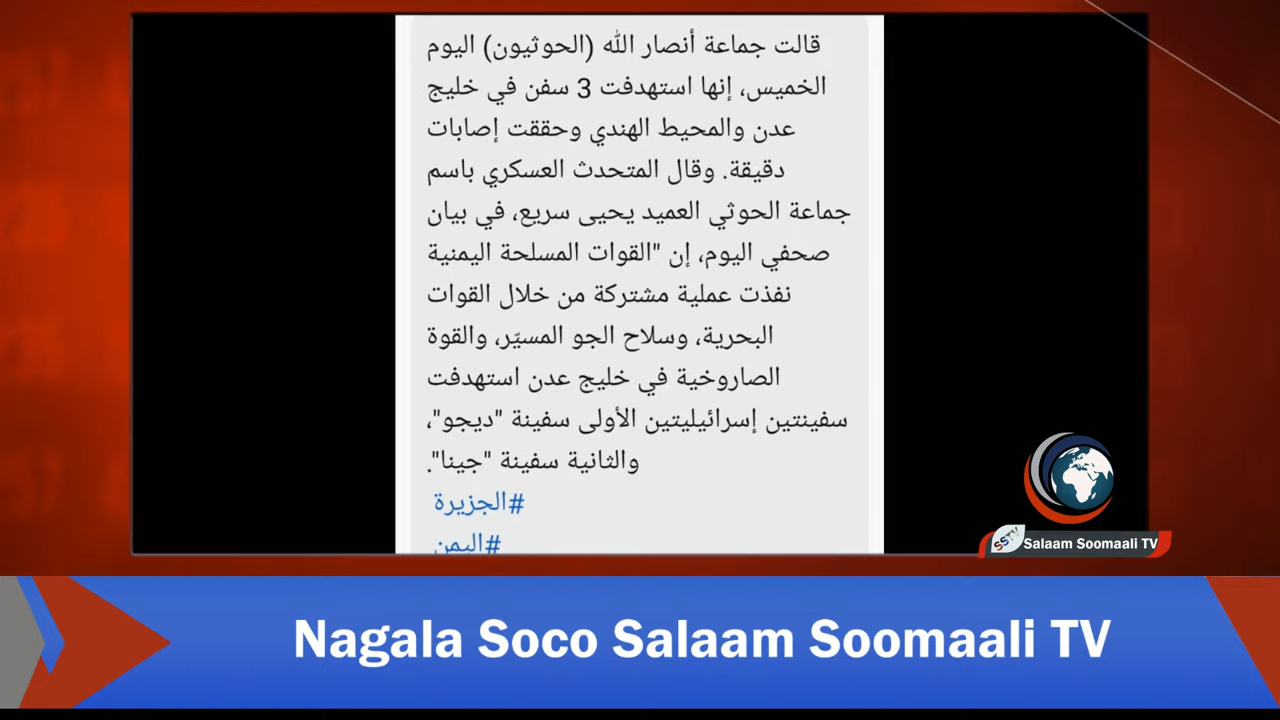 قالت جماعة أنصار الله (الحوثيون) اليوم
الخميس، إنها استهدفت 3 سفن في خليج
عدن والمحيط الهندي وحققت إصابات
دقيقة. وقال المتحدث العسكري باسم
جماعة الحوثي العميد يحيى سريع، في بيان
صحفي اليوم، إن "القوات المسلحة اليمنية
نفذت عملية مشتركة من خلال القوات
البحرية، وسلاح الجو المسيّر، والقوة
الصاروخية في خليج عدن استهدفت
سفينتين إسرائيليتين الأولى سفينة "ديجو"،
والثانية سفينة "جينا".
#الجزيرة
#اليمن
SSTV
Salaam Soomaali TV
Nagala Soco Salaam Soomaali TV